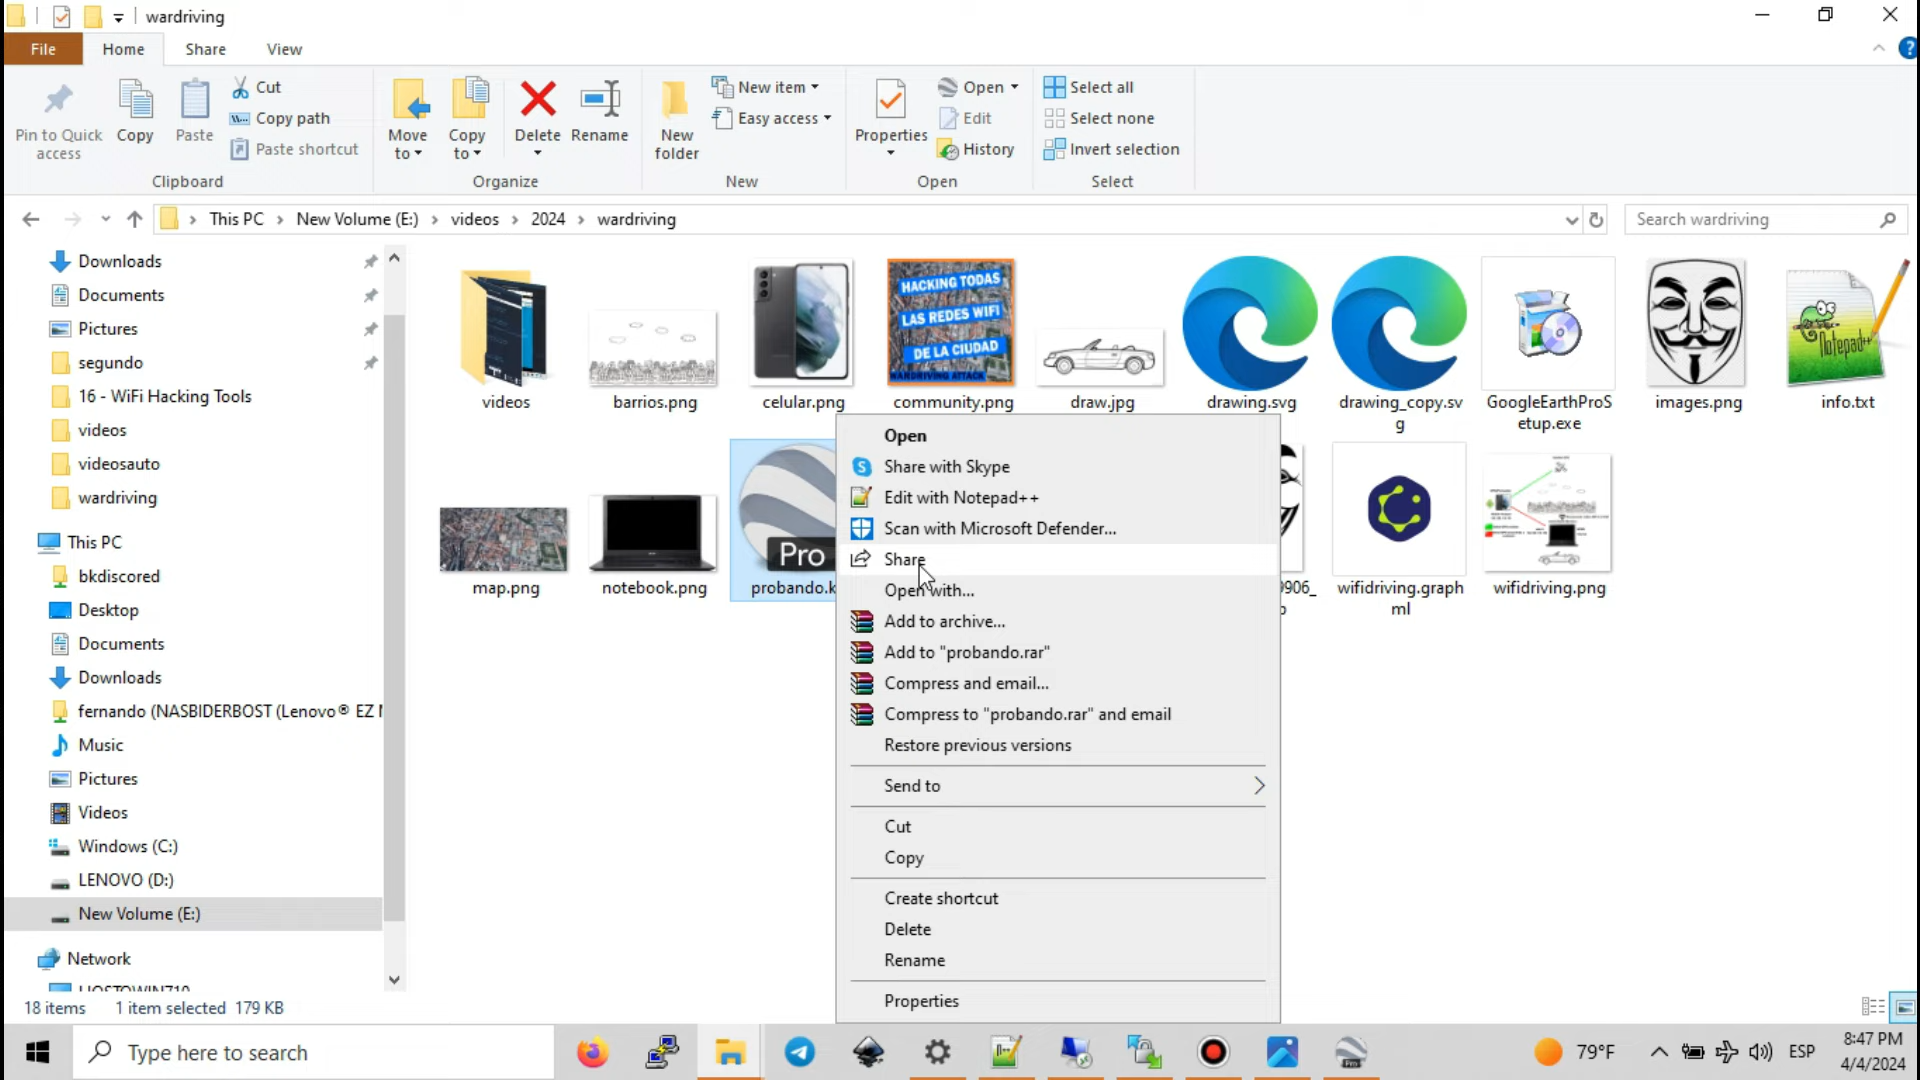 wardriving
File
Home
Share
View
Pin to Quick
access
Copy
Paste
Cut
Copy path
Paste shortcut
Clipboard
Move
to
Copy
to
Delete
Rename
Organize
New
folder
New item
Easy access
New
Properties
Open
Edit
History
Open
Select all
Select none
Invert selection
Select
This PC > New Volume (E:) > videos > 2024 > wardriving
Search wardriving
Downloads
Documents
Pictures
segundo
16 - WiFi Hacking Tools
videos
videosauto
wardriving
This PC
bkdiscored
Desktop
Documents
Downloads
fernando (NASBIDERBOST (Lenovo® EZ
Music
Pictures
Videos
Windows (C:)
LENOVO (D:)
New Volume (E:)
Network
HACKING TODAS
LAS REDES WIFI
DE LA CIUDAD
WARDRIVING ATTACK
Notepad++
videos
barrios.png
celular.png
community.png
draw.jpg
drawing.svg
drawing_copy.sv
g
GoogleEarthProS
etup.exe
images.png
info.txt
Pro
map.png
notebook.png
probando.k
9906_
wifidriving.graph
ml
wifidriving.png
Open
Share with Skype
Edit with Notepad++
Scan with Microsoft Defender...
Share
Open with...
Add to archive...
Add to "probando.rar"
Compress and email...
Compress to "probando.rar" and email
Restore previous versions
Send to
Cut
Copy
Create shortcut
Delete
Rename
Properties
18 items
1 item selected 179 KB
Type here to search
79°F
ESP
8:47 PM
4/4/2024